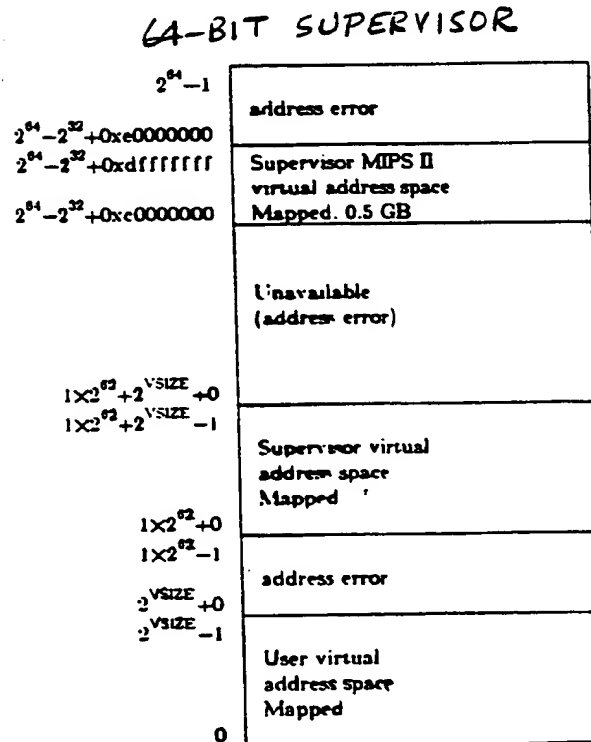 64-BIT SUPERVISOR
2^64−1
address error
2^64−2^32+0xe0000000
2^64−2^32+0xdfffffff
Supervisor MIPS II
virtual address space
2^64−2^32+0xc0000000
Mapped. 0.5 GB
Unavailable
(address error)
1×2^62+2^VSIZE+0
1×2^62+2^VSIZE−1
Supervisor virtual
address space
Mapped
1×2^62+0
1×2^62−1
address error
2^VSIZE+0
2^VSIZE−1
User virtual
address space
Mapped
0